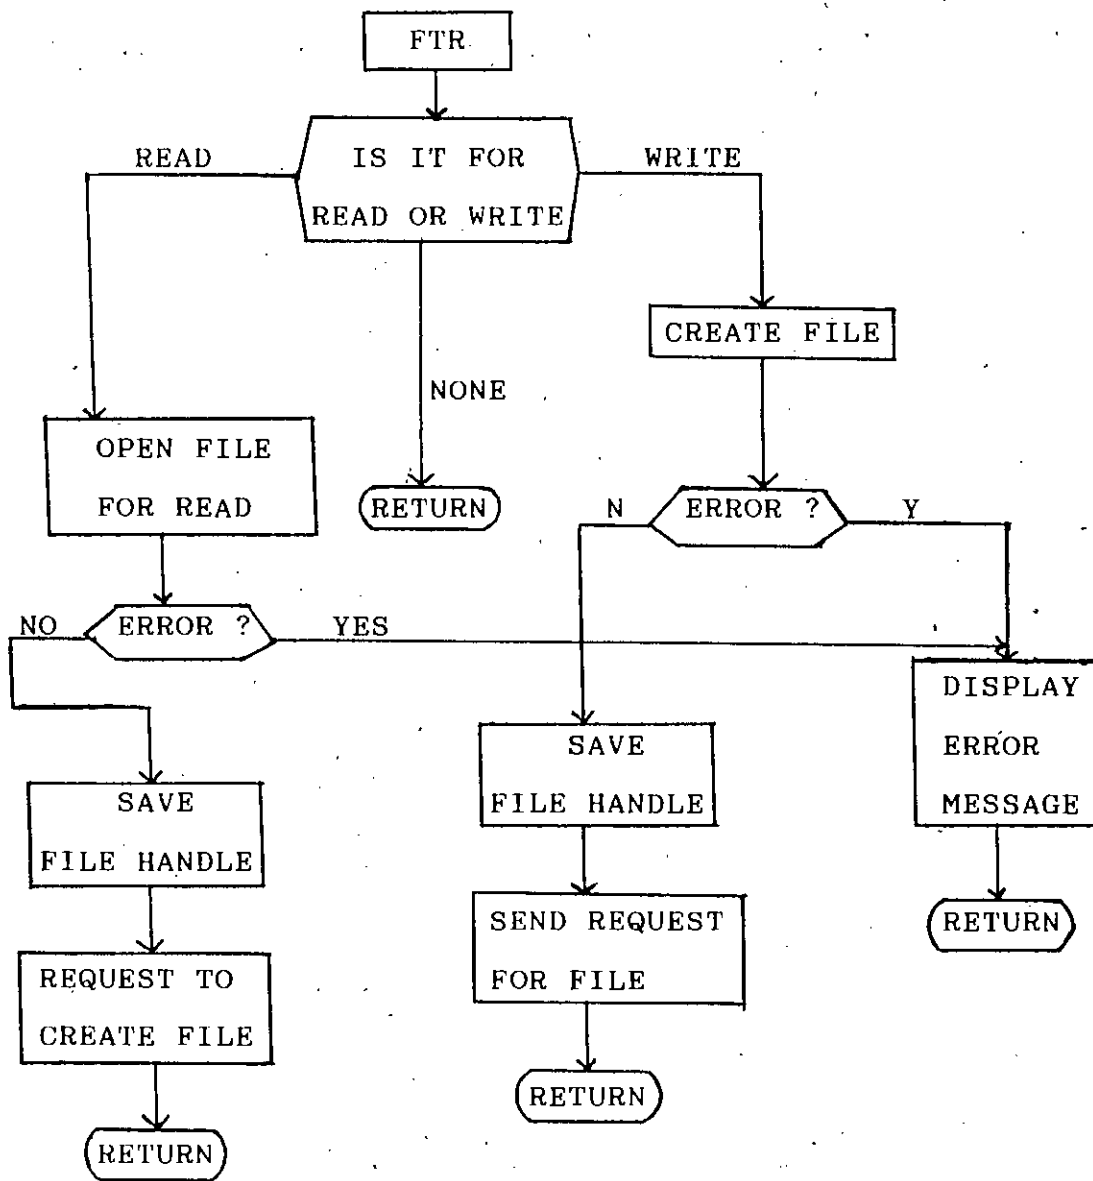 FTR
IS IT FOR
READ OR WRITE
READ
WRITE
NONE
RETURN
CREATE FILE
OPEN FILE
FOR READ
ERROR ?
N
Y
ERROR ?
NO
YES
DISPLAY
ERROR
MESSAGE
RETURN
SAVE
FILE HANDLE
SEND REQUEST
FOR FILE
RETURN
SAVE
FILE HANDLE
REQUEST TO
CREATE FILE
RETURN